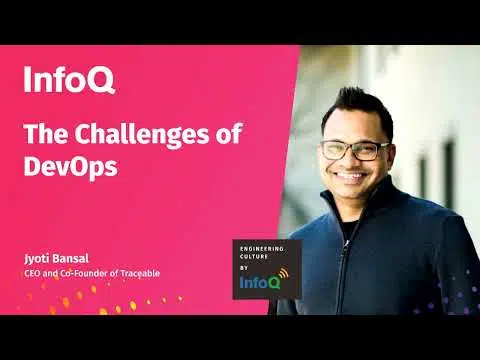 InfoQ
The Challenges of
DevOps
Jyoti Bansal
CEO and Co-Founder of Traceable
ENGINEERING
CULTURE
BY
InfoQ